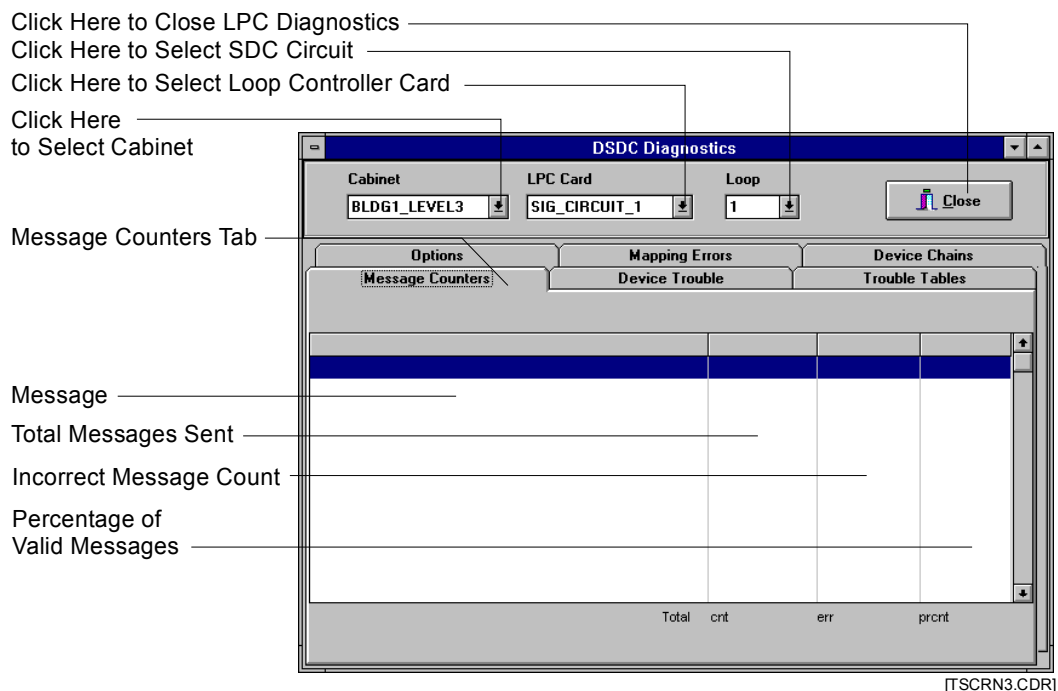 Click Here to Close LPC Diagnostics
Click Here to Select SDC Circuit
Click Here to Select Loop Controller Card
Click Here
to Select Cabinet
DSDC Diagnostics
Cabinet
LPC Card
Loop
BLDG1_LEVEL3
SIG_CIRCUIT_1
1
Close
Message Counters Tab
Options
Mapping Errors
Device Chains
Message Counters
Device Trouble
Trouble Tables
Message
Total Messages Sent
Incorrect Message Count
Percentage of
Valid Messages
Total cnt err prcnt
[TSCRN3.CDR]